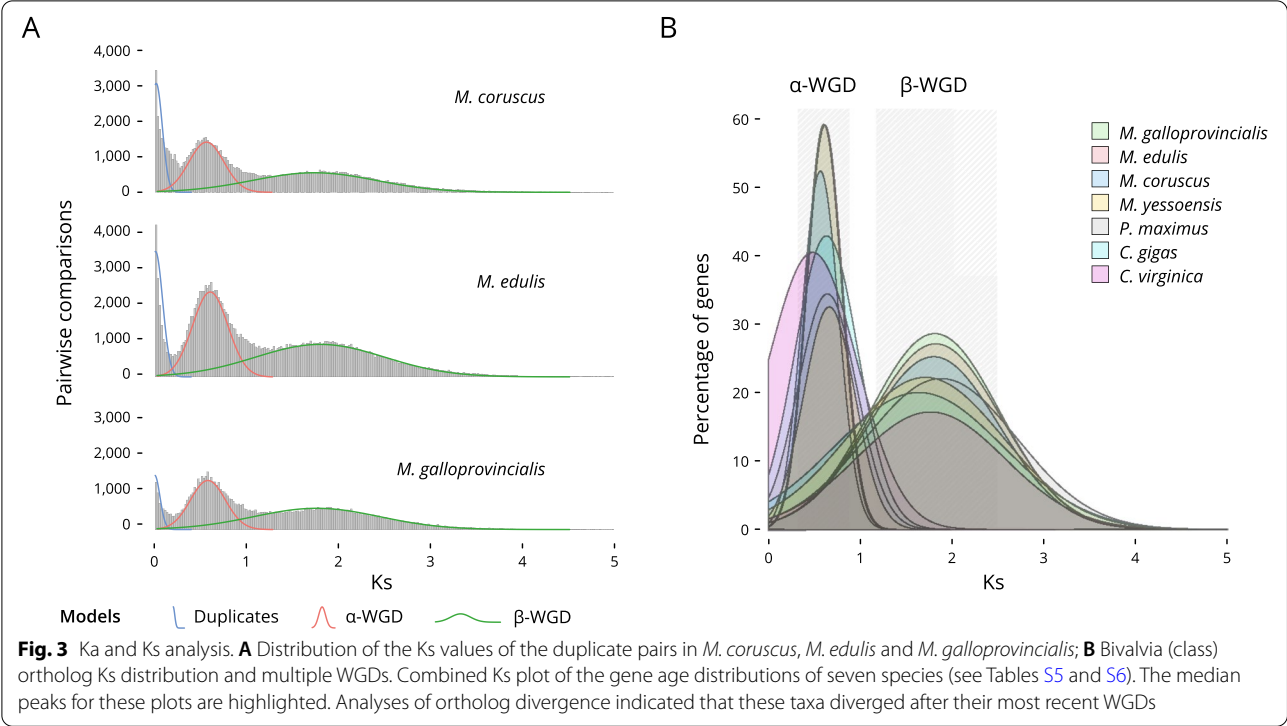 A
4,000
3,000
2,000
1,000
0
M. coruscus
4,000
3,000
2,000
1,000
0
M. edulis
3,000
2,000
1,000
0
M. galloprovincialis
Pairwise comparisons
0 1 2 3 4 5
Ks
Models Duplicates α-WGD β-WGD
B
α-WGD β-WGD
60
50
40
30
20
10
0
Percentage of genes
M. galloprovincialis
M. edulis
M. coruscus
M. yessoensis
P. maximus
C. gigas
C. virginica
0 1 2 3 4 5
Ks
Fig. 3 Ka and Ks analysis. A Distribution of the Ks values of the duplicate pairs in M. coruscus, M. edulis and M. galloprovincialis; B Bivalvia (class)
ortholog Ks distribution and multiple WGDs. Combined Ks plot of the gene age distributions of seven species (see Tables S5 and S6). The median
peaks for these plots are highlighted. Analyses of ortholog divergence indicated that these taxa diverged after their most recent WGDs